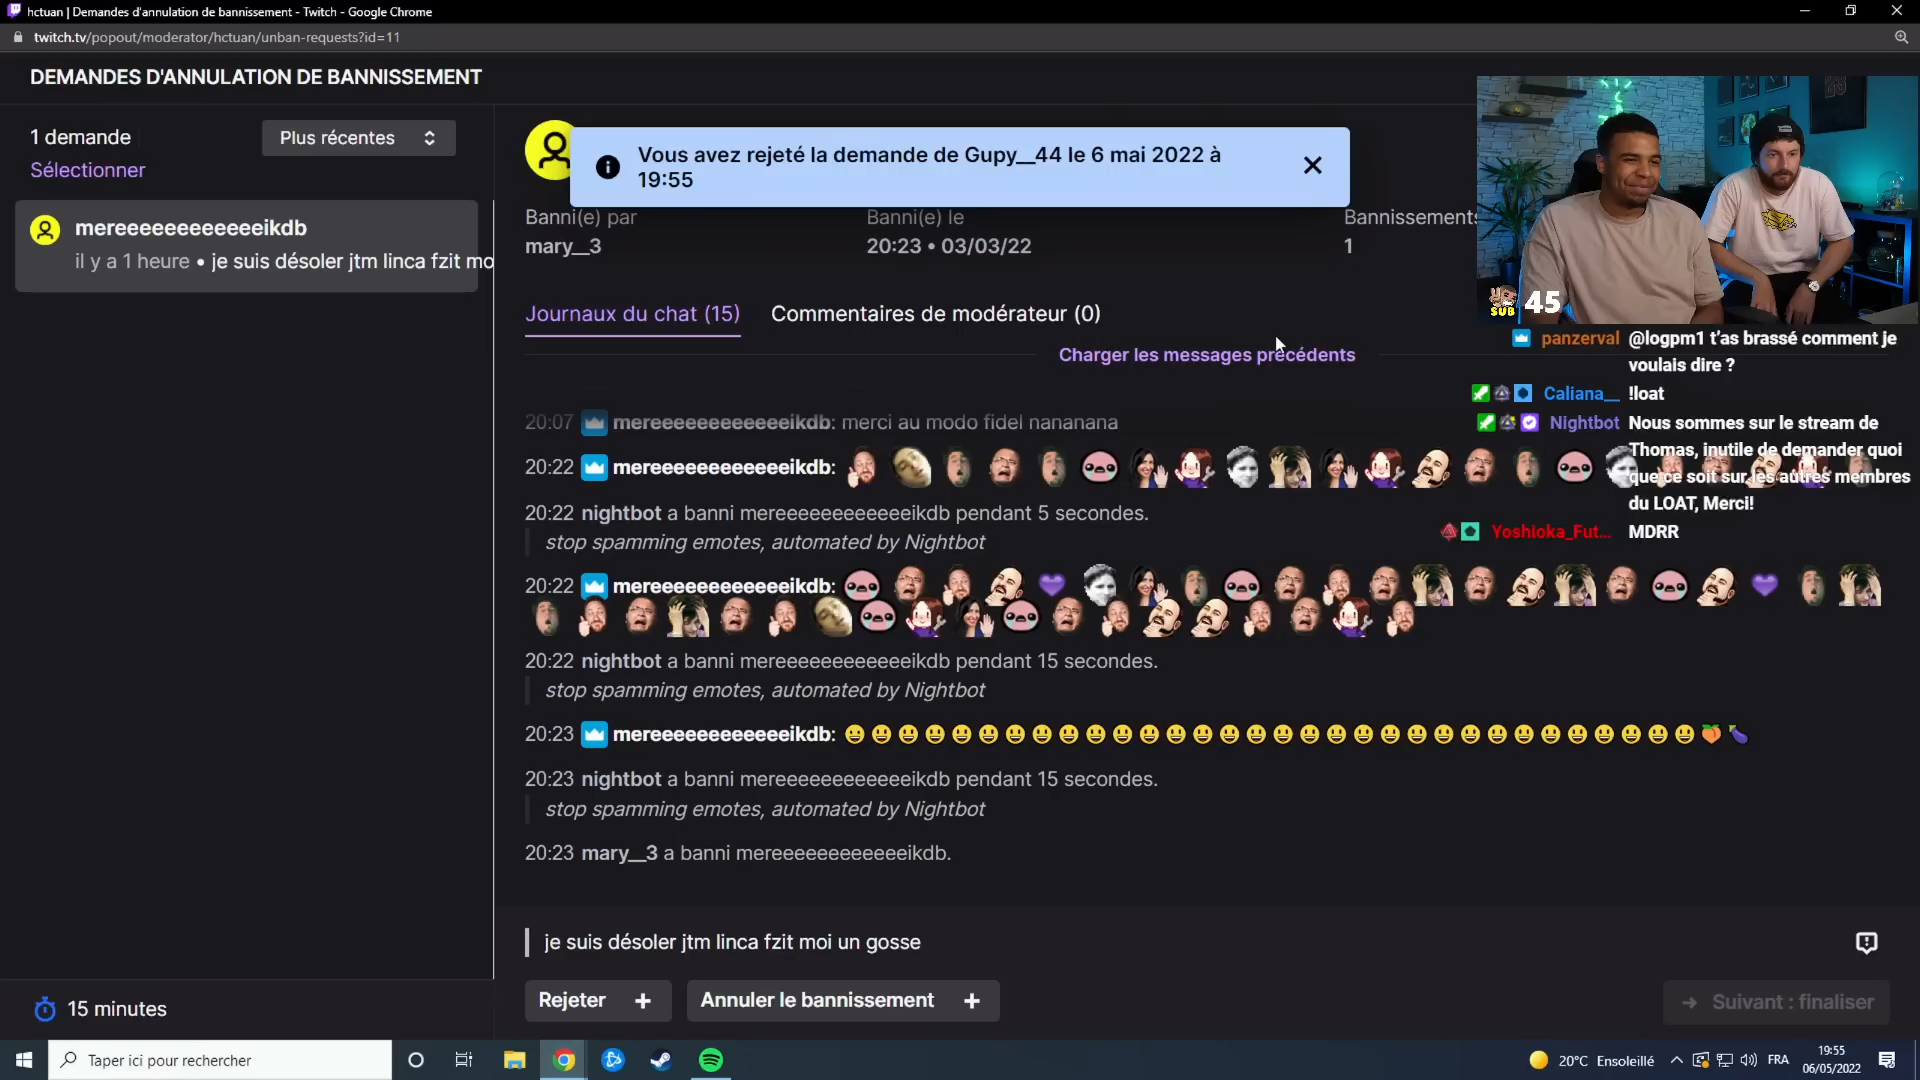 hctuan | Demandes d'annulation de bannissement - Twitch - Google Chrome
twitch.tv/popout/moderator/hctuan/unban-requests?id=11
DEMANDES D'ANNULATION DE BANNISSEMENT
1 demande
Plus récentes
Sélectionner
mereeeeeeeeeeeeikdb
il y a 1 heure • je suis désoler jtm linca fzit mo
Vous avez rejeté la demande de Gupy__44 le 6 mai 2022 à
19:55
Banni(e) par
mary__3
Banni(e) le
20:23 • 03/03/22
Bannissements
1
Journaux du chat (15)
Commentaires de modérateur (0)
Charger les messages précédents
20:07 mereeeeeeeeeeeeikdb: merci au modo fidel nananana
20:22 mereeeeeeeeeeeeikdb:
20:22 nightbot a banni mereeeeeeeeeeeeikdb pendant 5 secondes.
stop spamming emotes, automated by Nightbot
20:22 mereeeeeeeeeeeeikdb:
20:22 nightbot a banni mereeeeeeeeeeeeikdb pendant 15 secondes.
stop spamming emotes, automated by Nightbot
20:23 mereeeeeeeeeeeeikdb: 😀😀😀😀😀😀😀😀😀😀😀😀😀😀😀😀😀😀😀😀😀😀😀😀😀😀😀😀😀😀😀😀🍑🍆
20:23 nightbot a banni mereeeeeeeeeeeeikdb pendant 15 secondes.
stop spamming emotes, automated by Nightbot
20:23 mary__3 a banni mereeeeeeeeeeeeikdb.
je suis désoler jtm linca fzit moi un gosse
Rejeter +
Annuler le bannissement +
Suivant : finaliser
15 minutes
SUB 45
panzerval @logpm1 t'as brassé comment je
voulais dire ?
Caliana__ !loat
Nightbot Nous sommes sur le stream de
Thomas, inutile de demander quoi
que ce soit sur les autres membres
du LOAT, Merci!
Yoshioka_Fut... MDRR
Taper ici pour rechercher
20°C Ensoleillé
FRA
19:55
06/05/2022